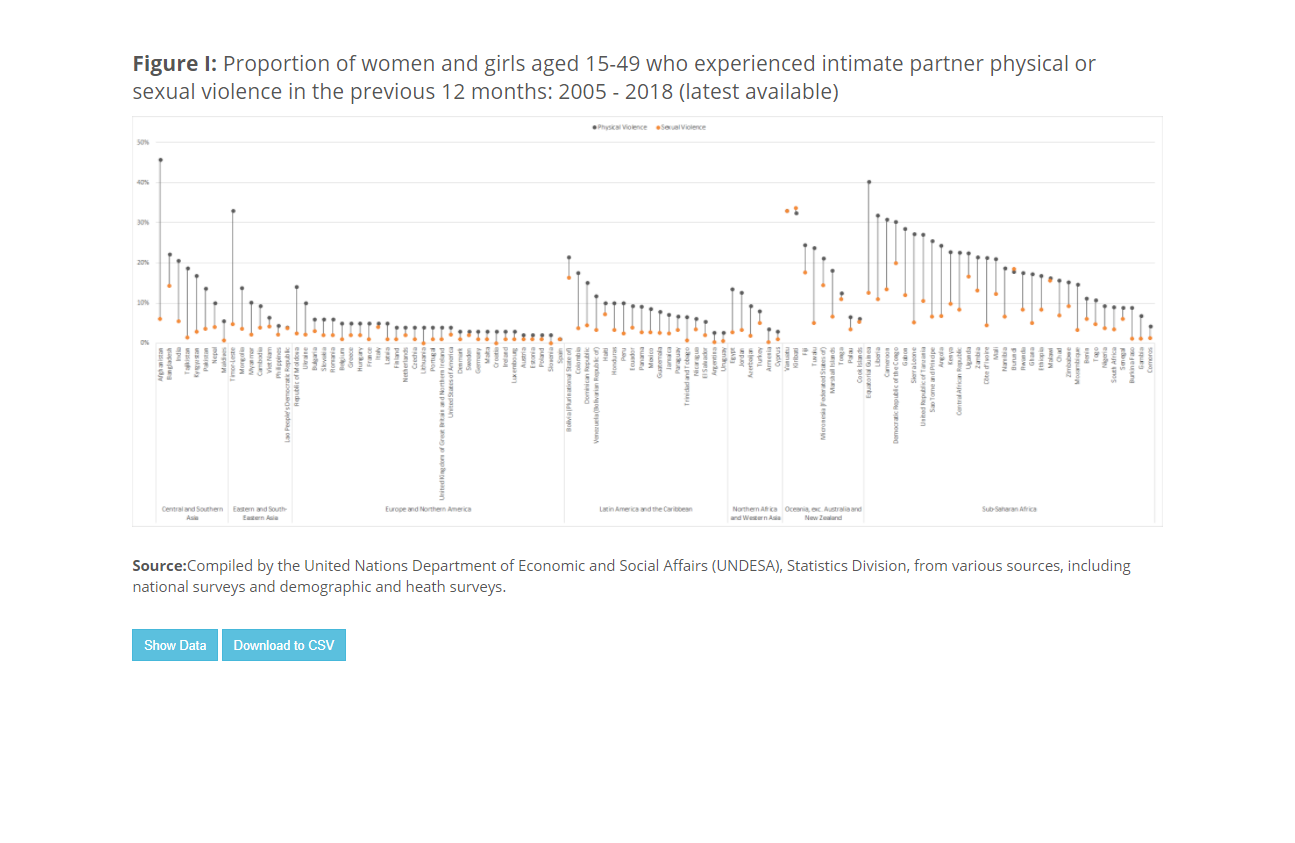 Figure I: Proportion of women and girls aged 15-49 who experienced intimate partner physical or
sexual violence in the previous 12 months: 2005 - 2018 (latest available)
Physical Violence Sexual Violence
50%
40%
30%
20%
10%
0%
Afghanistan
Bangladesh
India
Tajikistan
Kyrgyzstan
Pakistan
Nepal
Maldives
Timor-Leste
Mongolia
Myanmar
Cambodia
Viet Nam
Philippines
Lao People's Democratic Republic
Republic of Moldova
Ukraine
Bulgaria
Slovakia
Romania
Belgium
Greece
Hungary
France
Italy
Latvia
Finland
Netherlands
Czechia
Lithuania
Portugal
United Kingdom of Great Britain and Northern Ireland
United States of America
Denmark
Sweden
Germany
Malta
Croatia
Ireland
Luxembourg
Austria
Estonia
Poland
Slovenia
Spain
Bolivia (Plurinational State of)
Colombia
Dominican Republic
Venezuela (Bolivarian Republic of)
Haiti
Honduras
Peru
Ecuador
Panama
Mexico
Guatemala
Jamaica
Paraguay
Trinidad and Tobago
Nicaragua
El Salvador
Argentina
Uruguay
Egypt
Jordan
Azerbaijan
Turkey
Armenia
Cyprus
Vanuatu
Kiribati
Fiji
Tuvalu
Micronesia (Federated States of)
Marshall Islands
Tonga
Palau
Cook Islands
Equatorial Guinea
Liberia
Cameroon
Democratic Republic of the Congo
Gabon
Sierra Leone
United Republic of Tanzania
Sao Tome and Principe
Angola
Kenya
Central African Republic
Uganda
Zambia
Côte d'Ivoire
Mali
Namibia
Burundi
Rwanda
Ghana
Ethiopia
Malawi
Chad
Zimbabwe
Mozambique
Benin
Togo
Nigeria
South Africa
Senegal
Burkina Faso
Gambia
Comoros
Central and Southern
Asia
Eastern and South-
Eastern Asia
Europe and Northern America
Latin America and the Caribbean
Northern Africa
and Western Asia
Oceania, exc. Australia and
New Zealand
Sub-Saharan Africa
Source:Compiled by the United Nations Department of Economic and Social Affairs (UNDESA), Statistics Division, from various sources, including
national surveys and demographic and heath surveys.
Show Data
Download to CSV